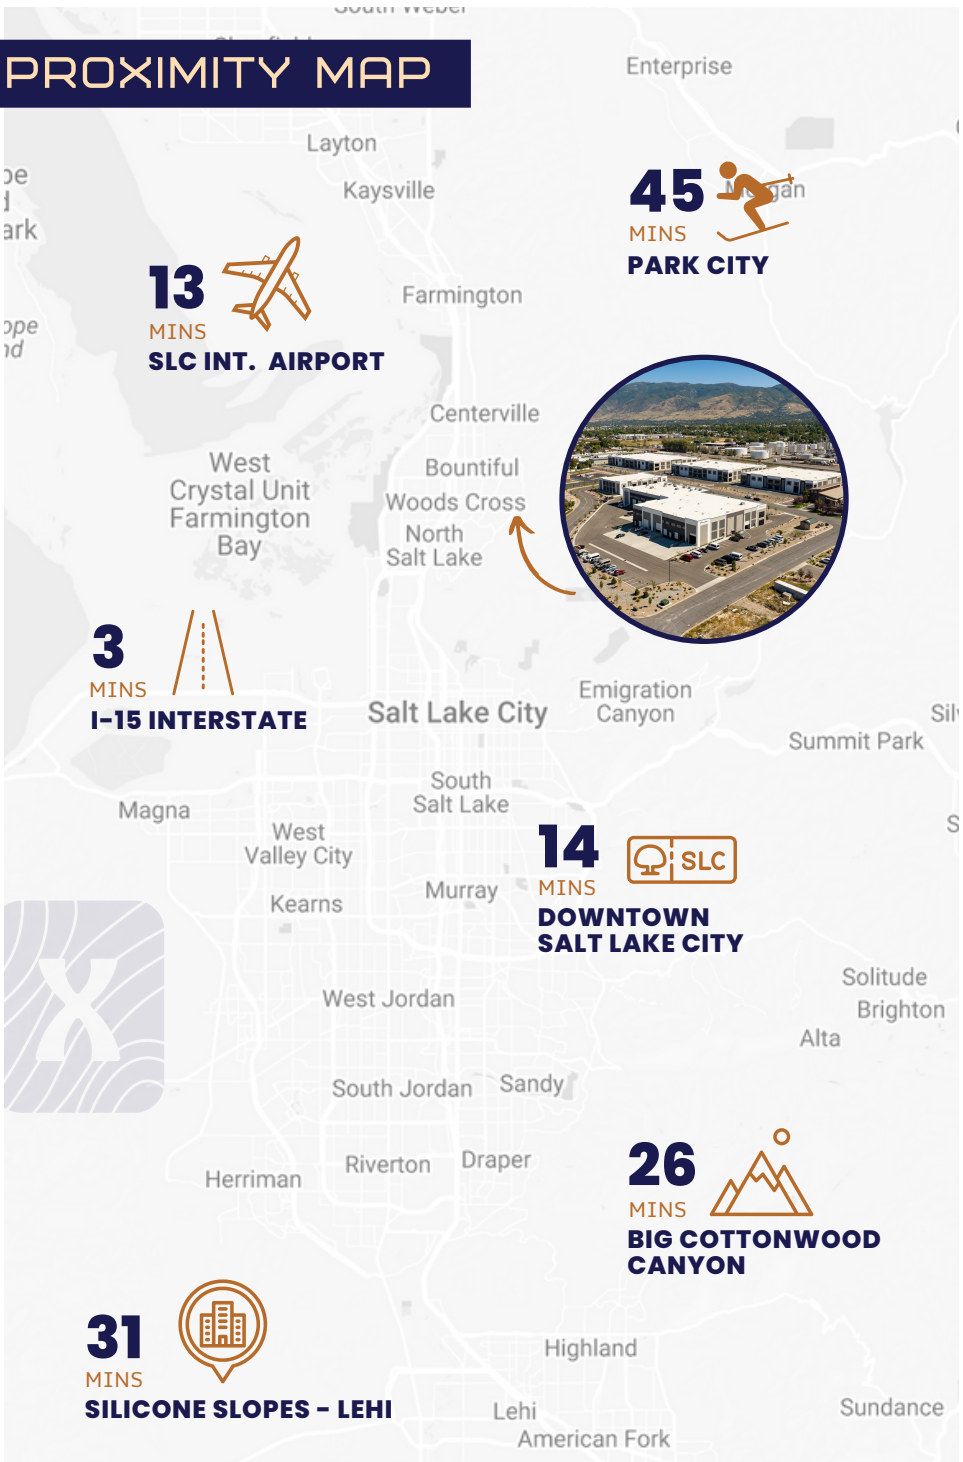 South Weber
PROXIMITY MAP
Enterprise
Layton
Kaysville
45
MINS
PARK CITY
13
MINS
SLC INT. AIRPORT
Farmington
Centerville
West
Crystal Unit
Farmington
Bay
Bountiful
Woods Cross
North
Salt Lake
3
MINS
I-15 INTERSTATE
Salt Lake City
Emigration
Canyon
Summit Park
South
Salt Lake
Magna
West
Valley City
14
MINS
SLC
DOWNTOWN
SALT LAKE CITY
Murray
Kearns
X
Solitude
Brighton
Alta
West Jordan
South Jordan
Sandy
Herriman
Riverton
Draper
26
MINS
BIG COTTONWOOD
CANYON
31
MINS
SILICONE SLOPES - LEHI
Highland
Lehi
American Fork
Sundance